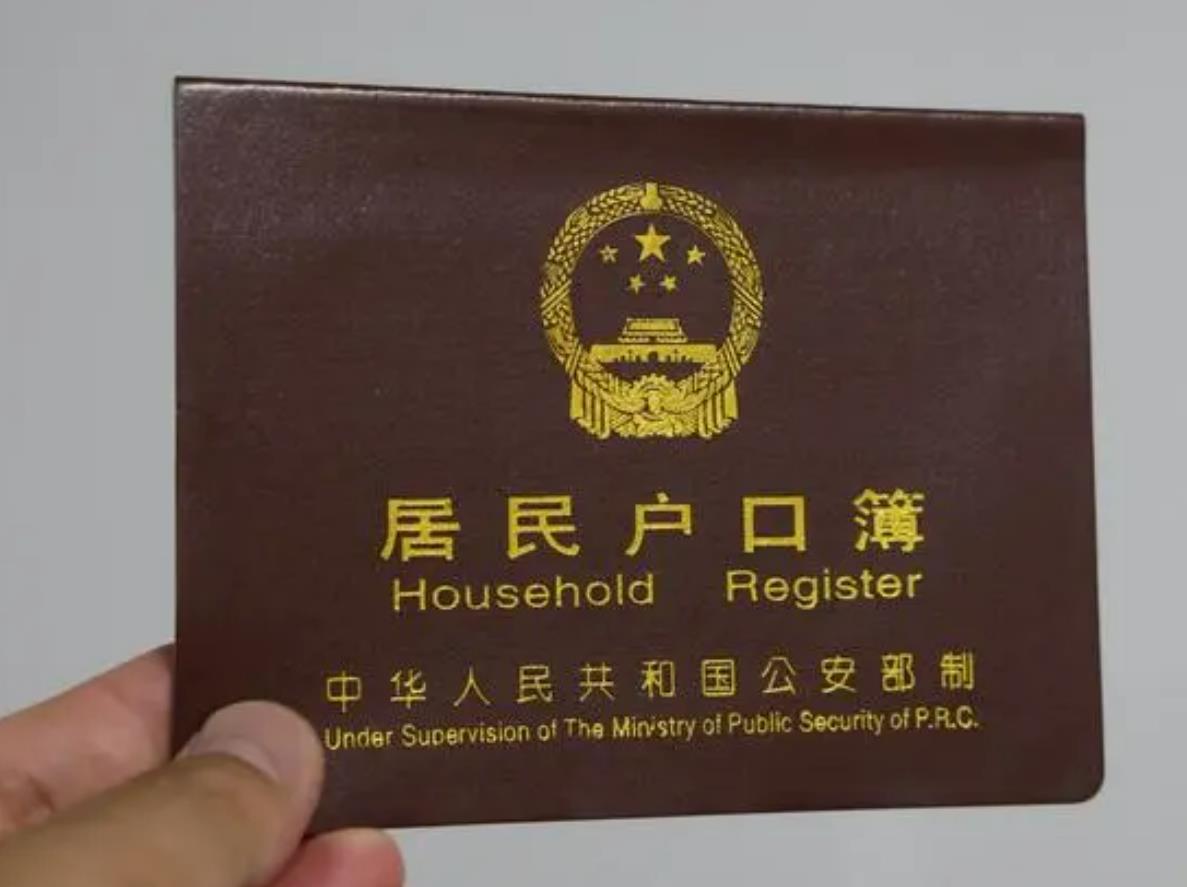 居民户口簿
Household Register
中华人民共和国公安部制
Under Supervision of The Ministry of Public Security of P.R.C.